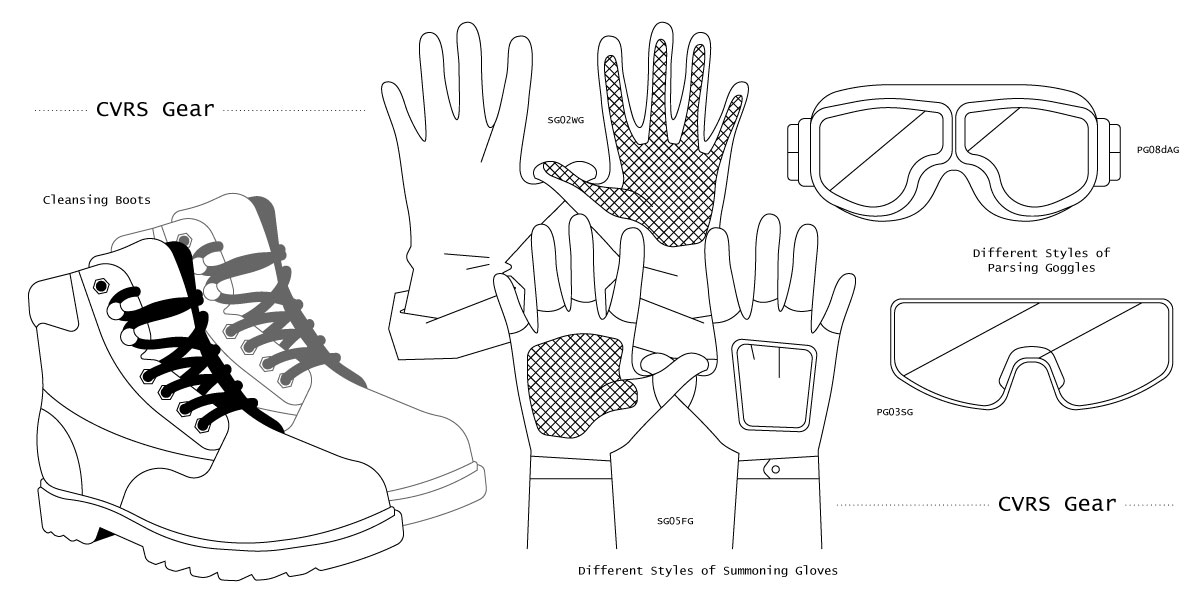 CVRS Gear
Cleansing Boots
SG02WG
SG05FG
Different Styles of Summoning Gloves
PG08dAG
Different Styles of
Parsing Goggles
PG03SG
CVRS Gear